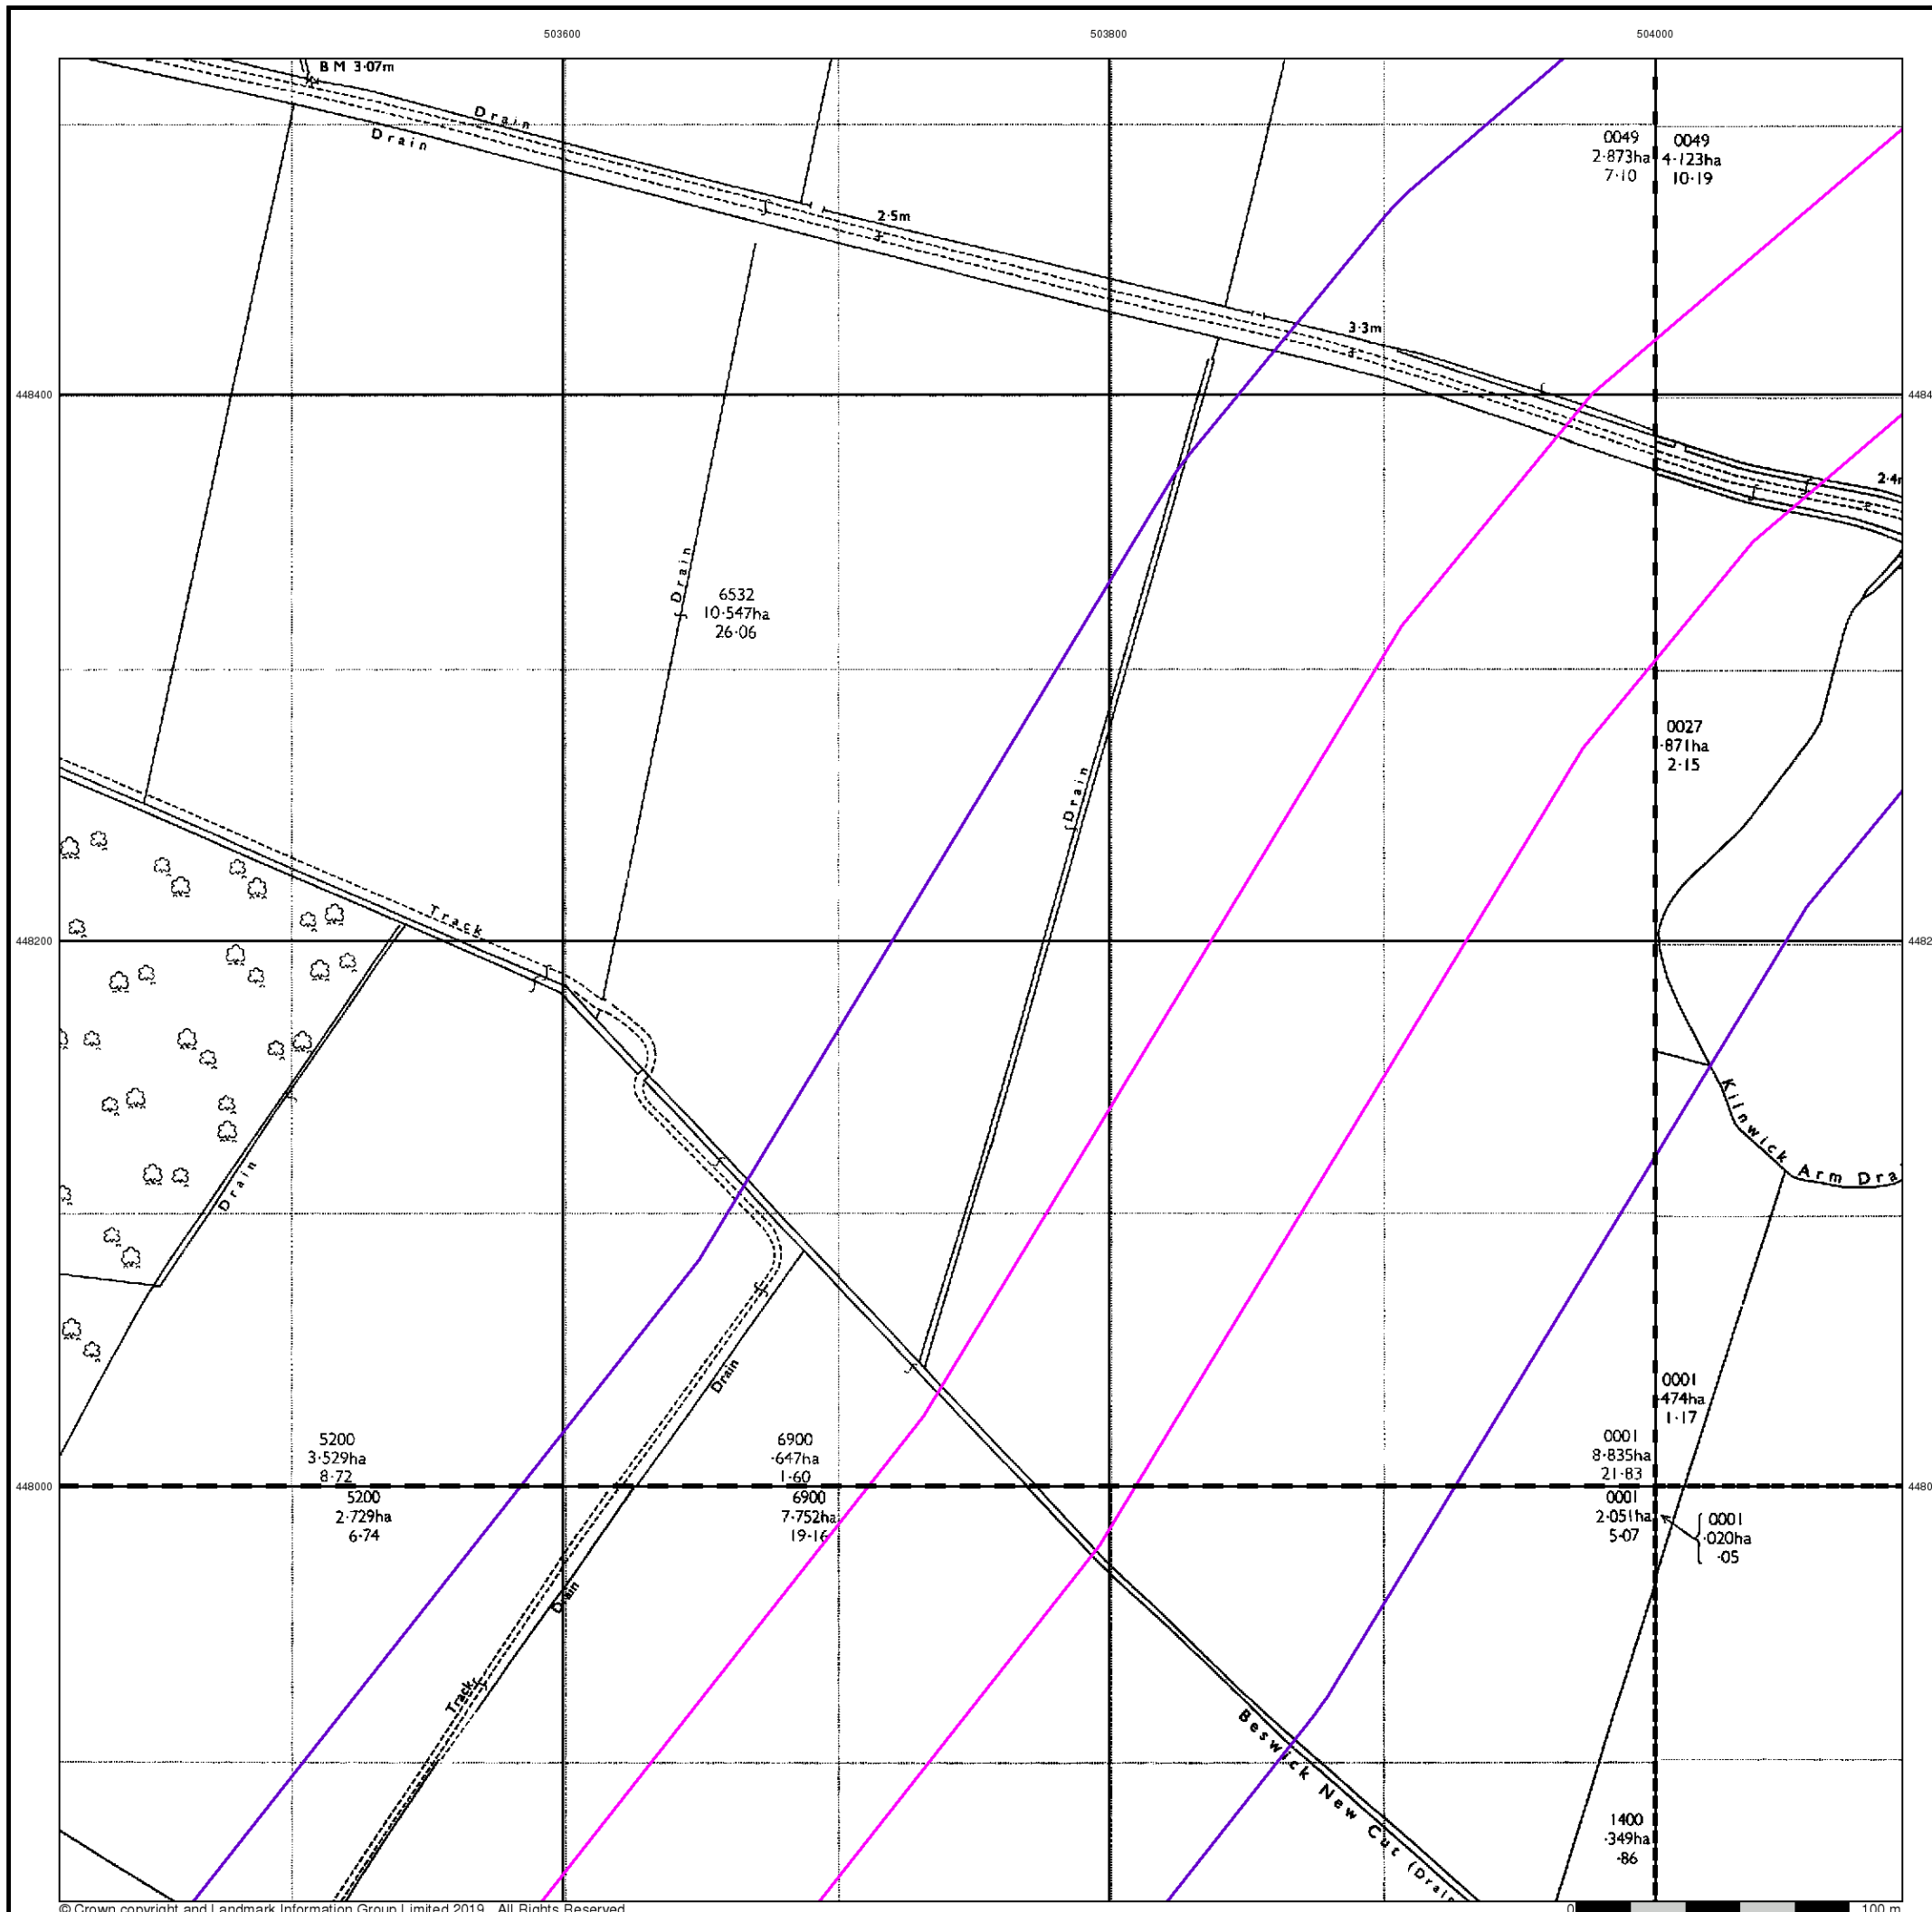 503600
503800
504000
B M 3·07m
Drain
Drain
0049
2·873ha
7·10
0049
4·123ha
10·19
2·5m
3·3m
448400
2·4
Drain
6532
10·547ha
26·06
0027
·871ha
2·15
Drain
Track
448200
Kilnwick Arm Dra
Drain
Drain
0001
·474ha
1·17
5200
3·529ha
8·72
6900
·647ha
1·60
0001
8·835ha
21·83
448000
5200
2·729ha
6·74
6900
7·752ha
19·16
0001
2·051ha
5·07
0001
·020ha
·05
Drain
Track
Beswick New Cut (Drain
1400
·349ha
·86
© Crown copyright and Landmark Information Group Limited 2019. All Rights Reserved.
0
100 m